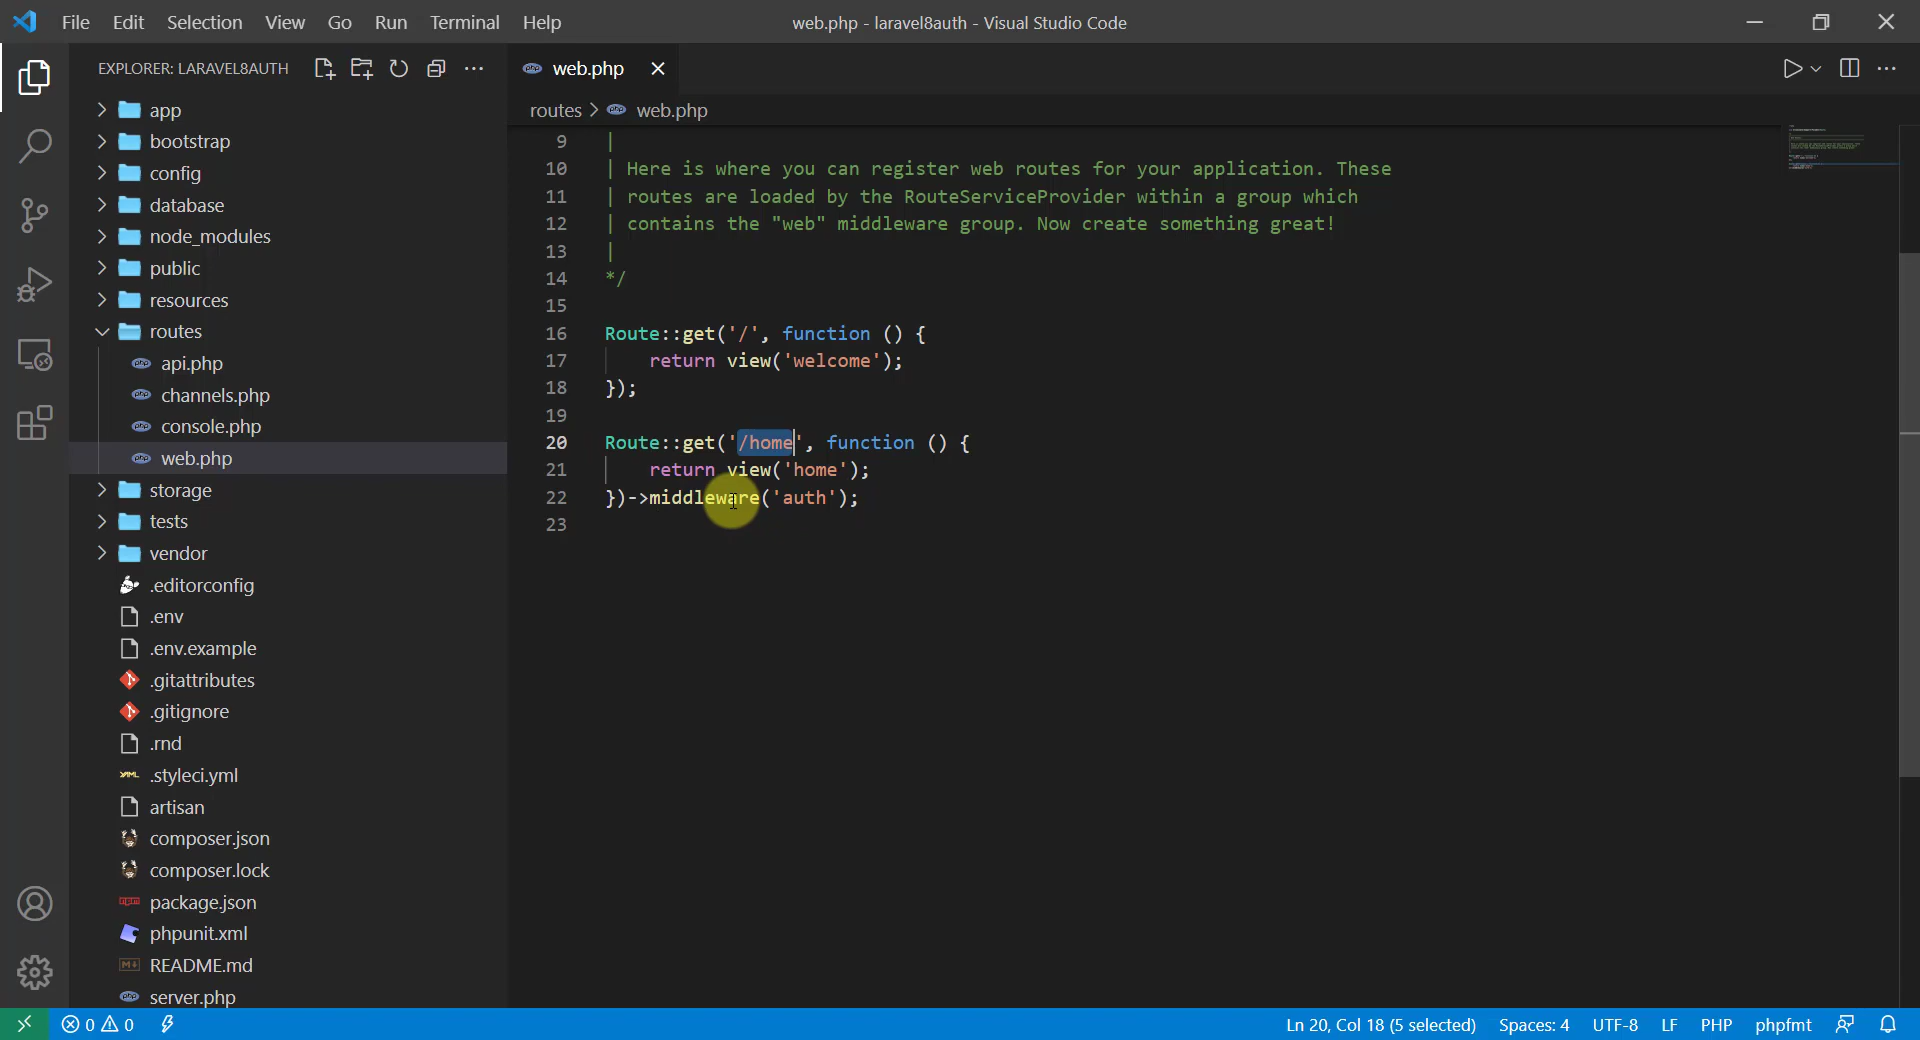 File Edit Selection View Go Run Terminal Help
web.php - laravel8auth - Visual Studio Code
EXPLORER: LARAVEL8AUTH
app
bootstrap
config
database
node_modules
public
resources
routes
api.php
channels.php
console.php
web.php
storage
tests
vendor
.editorconfig
.env
.env.example
.gitattributes
.gitignore
.rnd
.styleci.yml
artisan
composer.json
composer.lock
package.json
phpunit.xml
README.md
server.php
web.php
routes > web.php
9 |
10 | Here is where you can register web routes for your application. These
11 | routes are loaded by the RouteServiceProvider within a group which
12 | contains the "web" middleware group. Now create something great!
13 |
14 */
15
16 Route::get('/', function () {
17 return view('welcome');
18 });
19
20 Route::get('/home', function () {
21 return view('home');
22 })->middleware('auth');
23
0 0
Ln 20, Col 18 (5 selected) Spaces: 4 UTF-8 LF PHP phpfmt